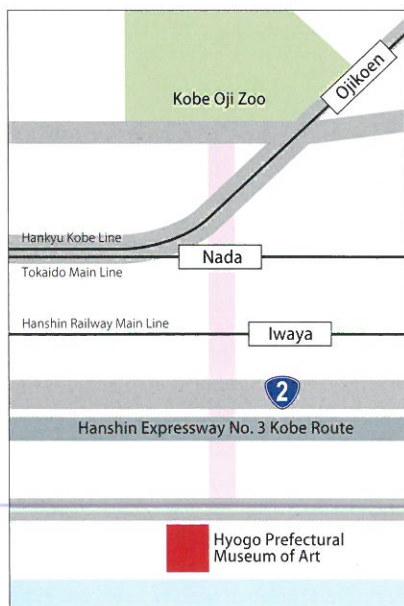 Kobe Oji Zoo
Ojikoen
Hankyu Kobe Line
Nada
Tokaido Main Line
Hanshin Railway Main Line
Iwaya
2
Hanshin Expressway No. 3 Kobe Route
Hyogo Prefectural
Museum of Art